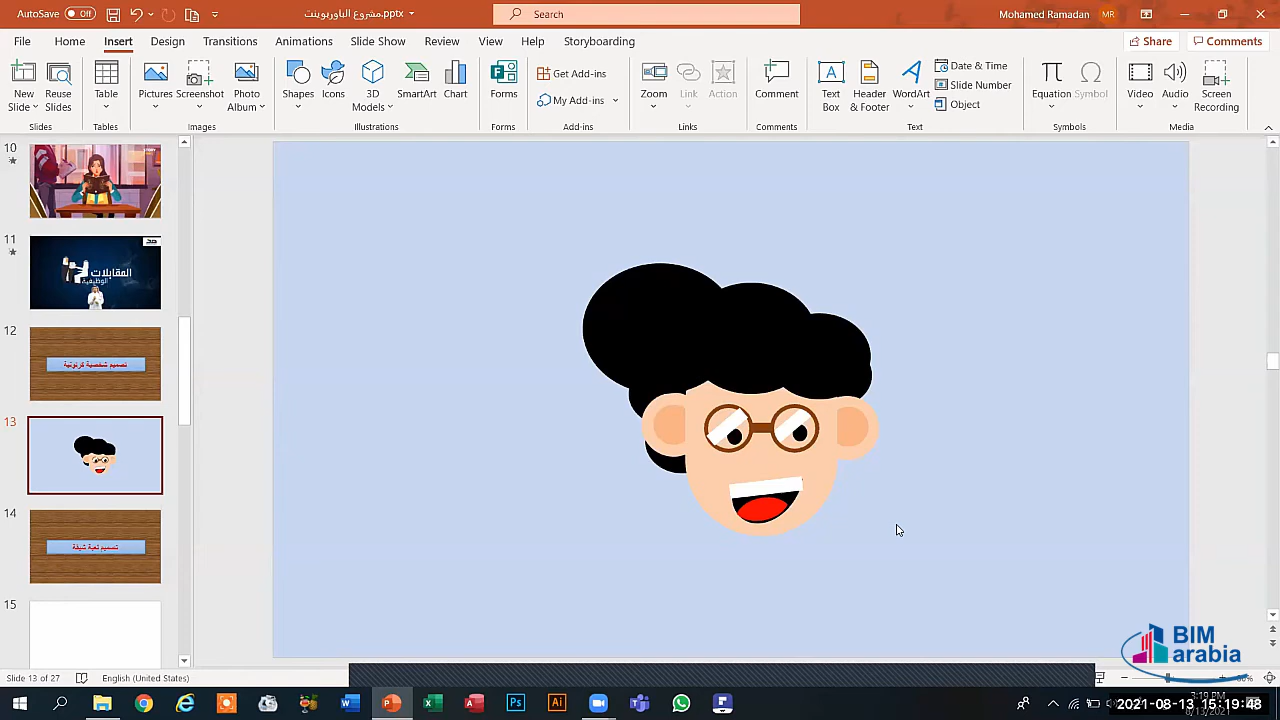 AutoSave Off
مشروع الباوربوينت.pptx
Search
Mohamed Ramadan
MR
File Home Insert Design Transitions Animations Slide Show Review View Help Storyboarding
Share Comments
New Slide
Reuse Slides
Table
Pictures
Screenshot
Photo Album
Shapes
Icons
3D Models
SmartArt
Chart
Forms
Get Add-ins
My Add-ins
Zoom
Link
Action
Comment
Text Box
Header & Footer
WordArt
Date & Time
Slide Number
Object
Equation
Symbol
Video
Audio
Screen Recording
Slides Tables Images Illustrations Forms Add-ins Links Comments Text Symbols Media
10
11
المقابلات
الوظيفية
12
تصميم شخصية كرتونية
13
14
تصميم لعبة شيقة
15
BIM
arabia
Slide 13 of 27
English (United States)
2021-08-13 15:19:48